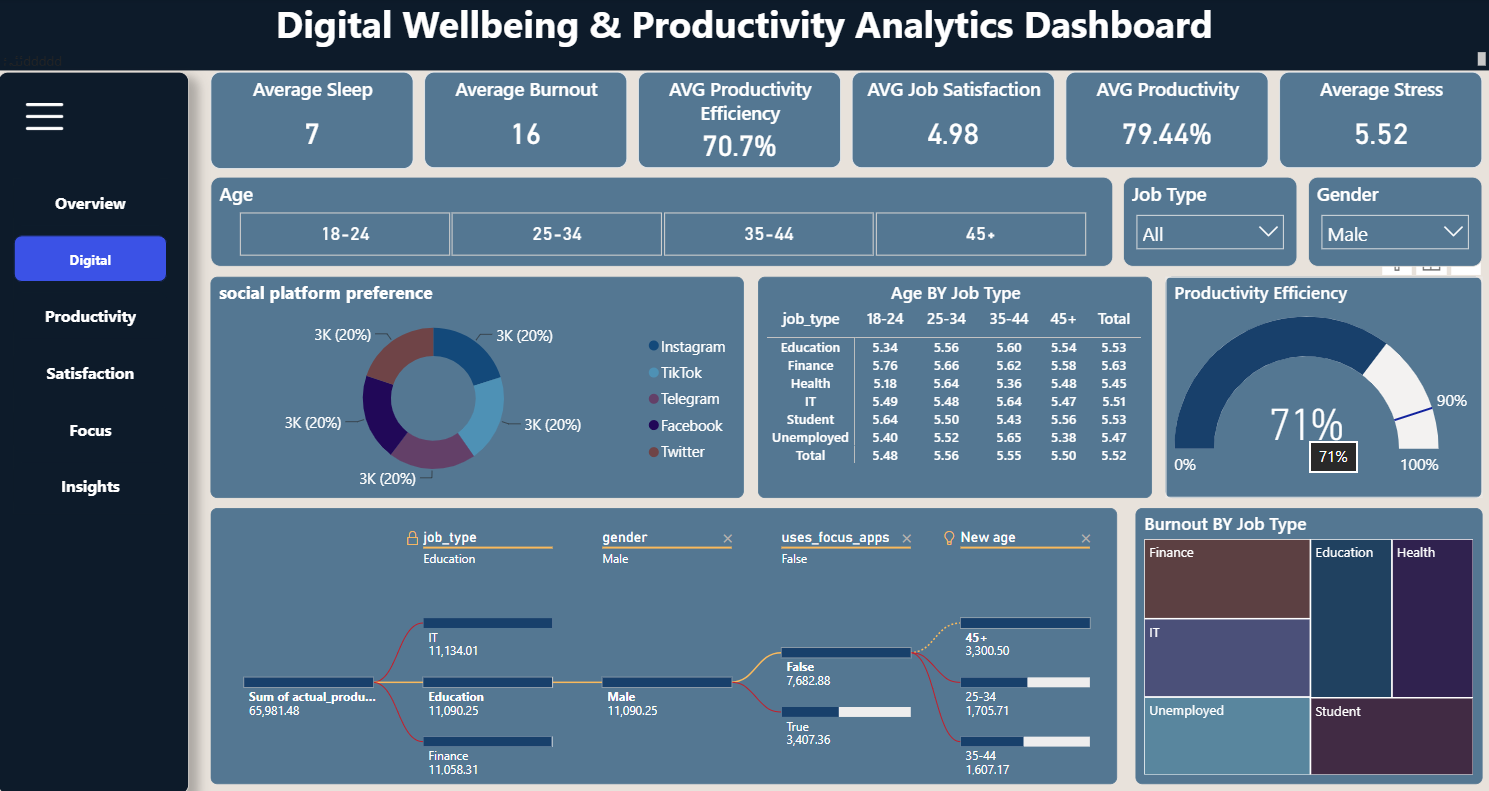 Digital Wellbeing & Productivity Analytics Dashboard
Overview
Digital
Productivity
Satisfaction
Focus
Insights
Average Sleep
7
Average Burnout
16
AVG Productivity
Efficiency
70.7%
AVG Job Satisfaction
4.98
AVG Productivity
79.44%
Average Stress
5.52
Age
18-24
25-34
35-44
45+
Job Type
All
Gender
Male
social platform preference
3K (20%)
3K (20%)
3K (20%)
3K (20%)
3K (20%)
Instagram
TikTok
Telegram
Facebook
Twitter
Age BY Job Type
job_type 18-24 25-34 35-44 45+ Total
Education 5.34 5.56 5.60 5.54 5.53
Finance 5.76 5.66 5.62 5.58 5.63
Health 5.18 5.64 5.36 5.48 5.45
IT 5.49 5.48 5.64 5.47 5.51
Student 5.64 5.50 5.43 5.56 5.53
Unemployed 5.40 5.52 5.65 5.38 5.47
Total 5.48 5.56 5.55 5.50 5.52
Productivity Efficiency
90%
71%
71%
0%
100%
job_type
Education
gender
Male
uses_focus_apps
False
New age
Sum of actual_produ...
65,981.48
IT
11,134.01
Education
11,090.25
Finance
11,058.31
Male
11,090.25
False
7,682.88
True
3,407.36
45+
3,300.50
25-34
1,705.71
35-44
1,607.17
Burnout BY Job Type
Finance
Education
Health
IT
Unemployed
Student